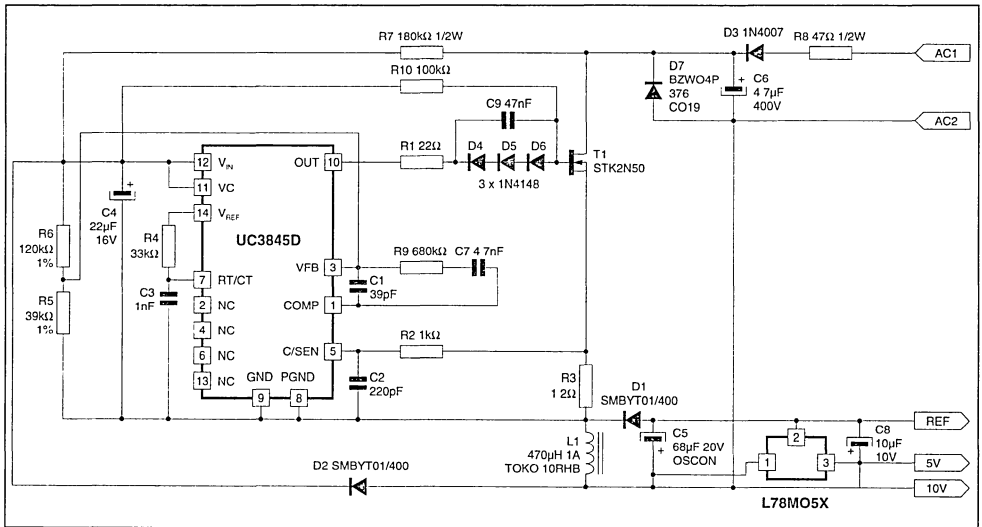 R7 180kΩ 1/2W
D3 1N4007
R8 47Ω 1/2W
AC1
R10 100kΩ
D7
BZWO4P
376
CO19
C6
4 7µF
400V
+
C9 47nF
AC2
12
VIN
OUT
10
R1 22Ω
D4
D5
D6
T1
STK2N50
3 x 1N4148
11
VC
+
C4
22µF
16V
14
VREF
R6
120kΩ
1%
R4
33kΩ
UC3845D
VFB
3
R9 680kΩ
C7 4 7nF
7
RT/CT
C1
39pF
R5
39kΩ
1%
C3
1nF
2
NC
COMP
1
4
NC
6
NC
C/SEN
5
R2 1kΩ
13
NC
GND
PGND
9
8
C2
220pF
R3
1 2Ω
D1
SMBYT01/400
REF
L1
470µH 1A
TOKO 10RHB
C5
68µF 20V
OSCON
+
2
1
3
C8
10µF
10V
+
5V
D2 SMBYT01/400
10V
L78MO5X